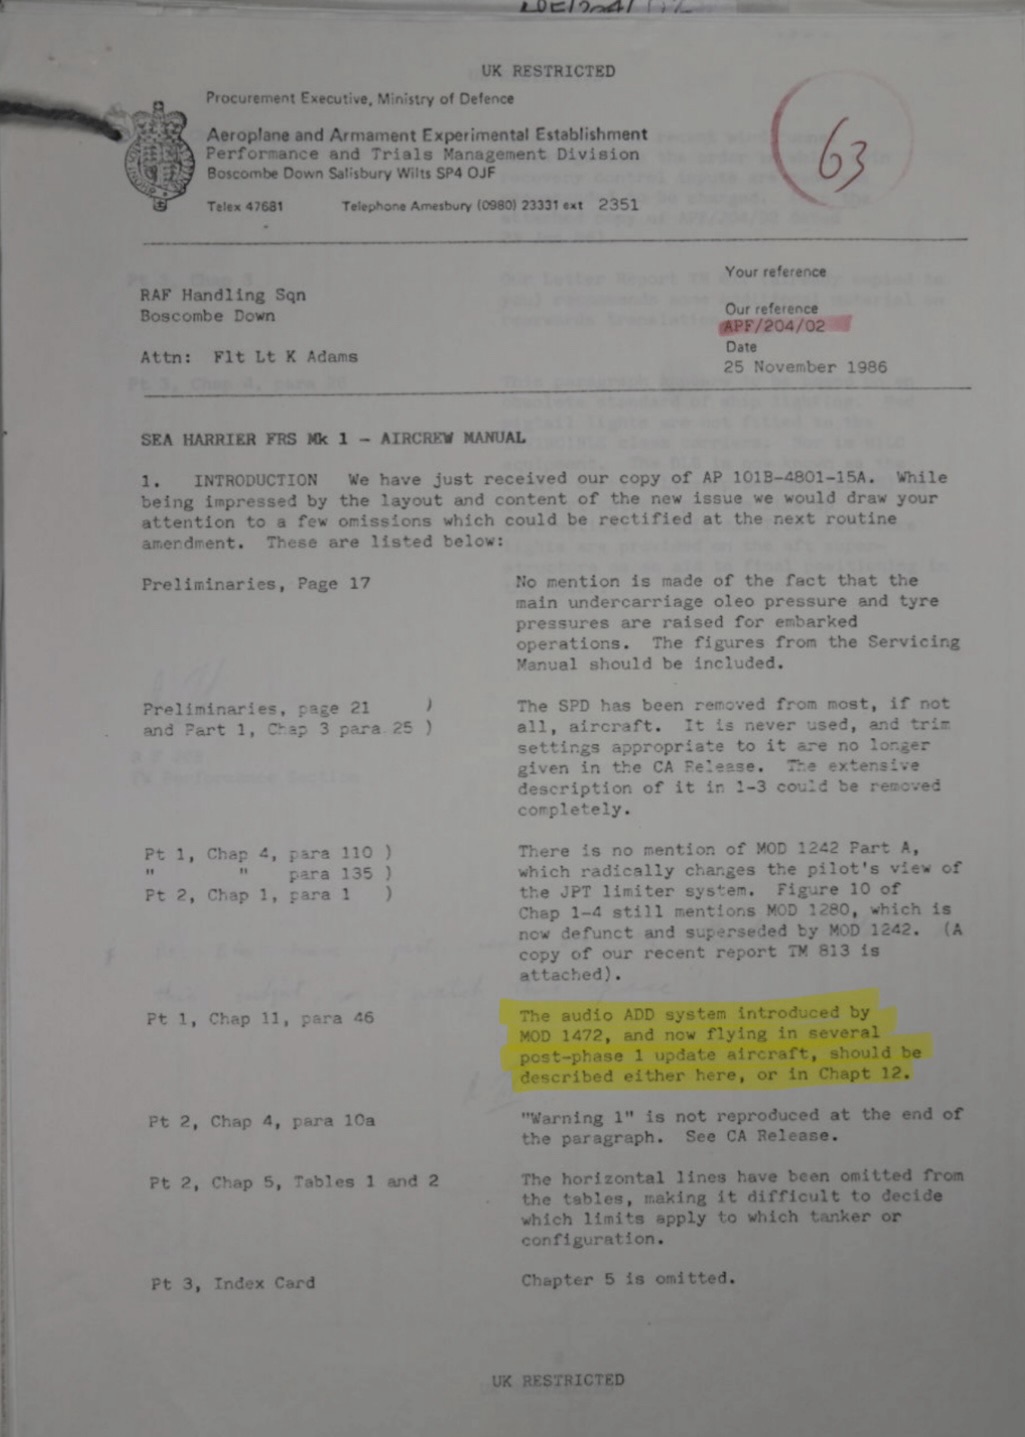 UK RESTRICTED
Procurement Executive, Ministry of Defence
Aeroplane and Armament Experimental Establishment
Performance and Trials Management Division
Boscombe Down Salisbury Wilts SP4 OJF
Telex 47681 Telephone Amesbury (0980) 23331 ext 2351
63
Your reference
RAF Handling Sqn
Boscombe Down
Our reference
APF/204/02
Attn: Flt Lt K Adams
Date
25 November 1986
SEA HARRIER FRS Mk 1 - AIRCREW MANUAL
1. INTRODUCTION We have just received our copy of AP 101B-4801-15A. While
being impressed by the layout and content of the new issue we would draw your
attention to a few omissions which could be rectified at the next routine
amendment. These are listed below:
Preliminaries, Page 17
No mention is made of the fact that the
main undercarriage oleo pressure and tyre
pressures are raised for embarked
operations. The figures from the Servicing
Manual should be included.
Preliminaries, page 21 )
and Part 1, Chap 3 para 25 )
The SPD has been removed from most, if not
all, aircraft. It is never used, and trim
settings appropriate to it are no longer
given in the CA Release. The extensive
description of it in 1-3 could be removed
completely.
Pt 1, Chap 4, para 110 )
" " para 135 )
Pt 2, Chap 1, para 1 )
There is no mention of MOD 1242 Part A,
which radically changes the pilot's view of
the JPT limiter system. Figure 10 of
Chap 1-4 still mentions MOD 1280, which is
now defunct and superseded by MOD 1242. (A
copy of our recent report TM 813 is
attached).
Pt 1, Chap 11, para 46
The audio ADD system introduced by
MOD 1472, and now flying in several
post-phase 1 update aircraft, should be
described either here, or in Chapt 12.
Pt 2, Chap 4, para 10a
"Warning 1" is not reproduced at the end of
the paragraph. See CA Release.
Pt 2, Chap 5, Tables 1 and 2
The horizontal lines have been omitted from
the tables, making it difficult to decide
which limits apply to which tanker or
configuration.
Pt 3, Index Card
Chapter 5 is omitted.
UK RESTRICTED